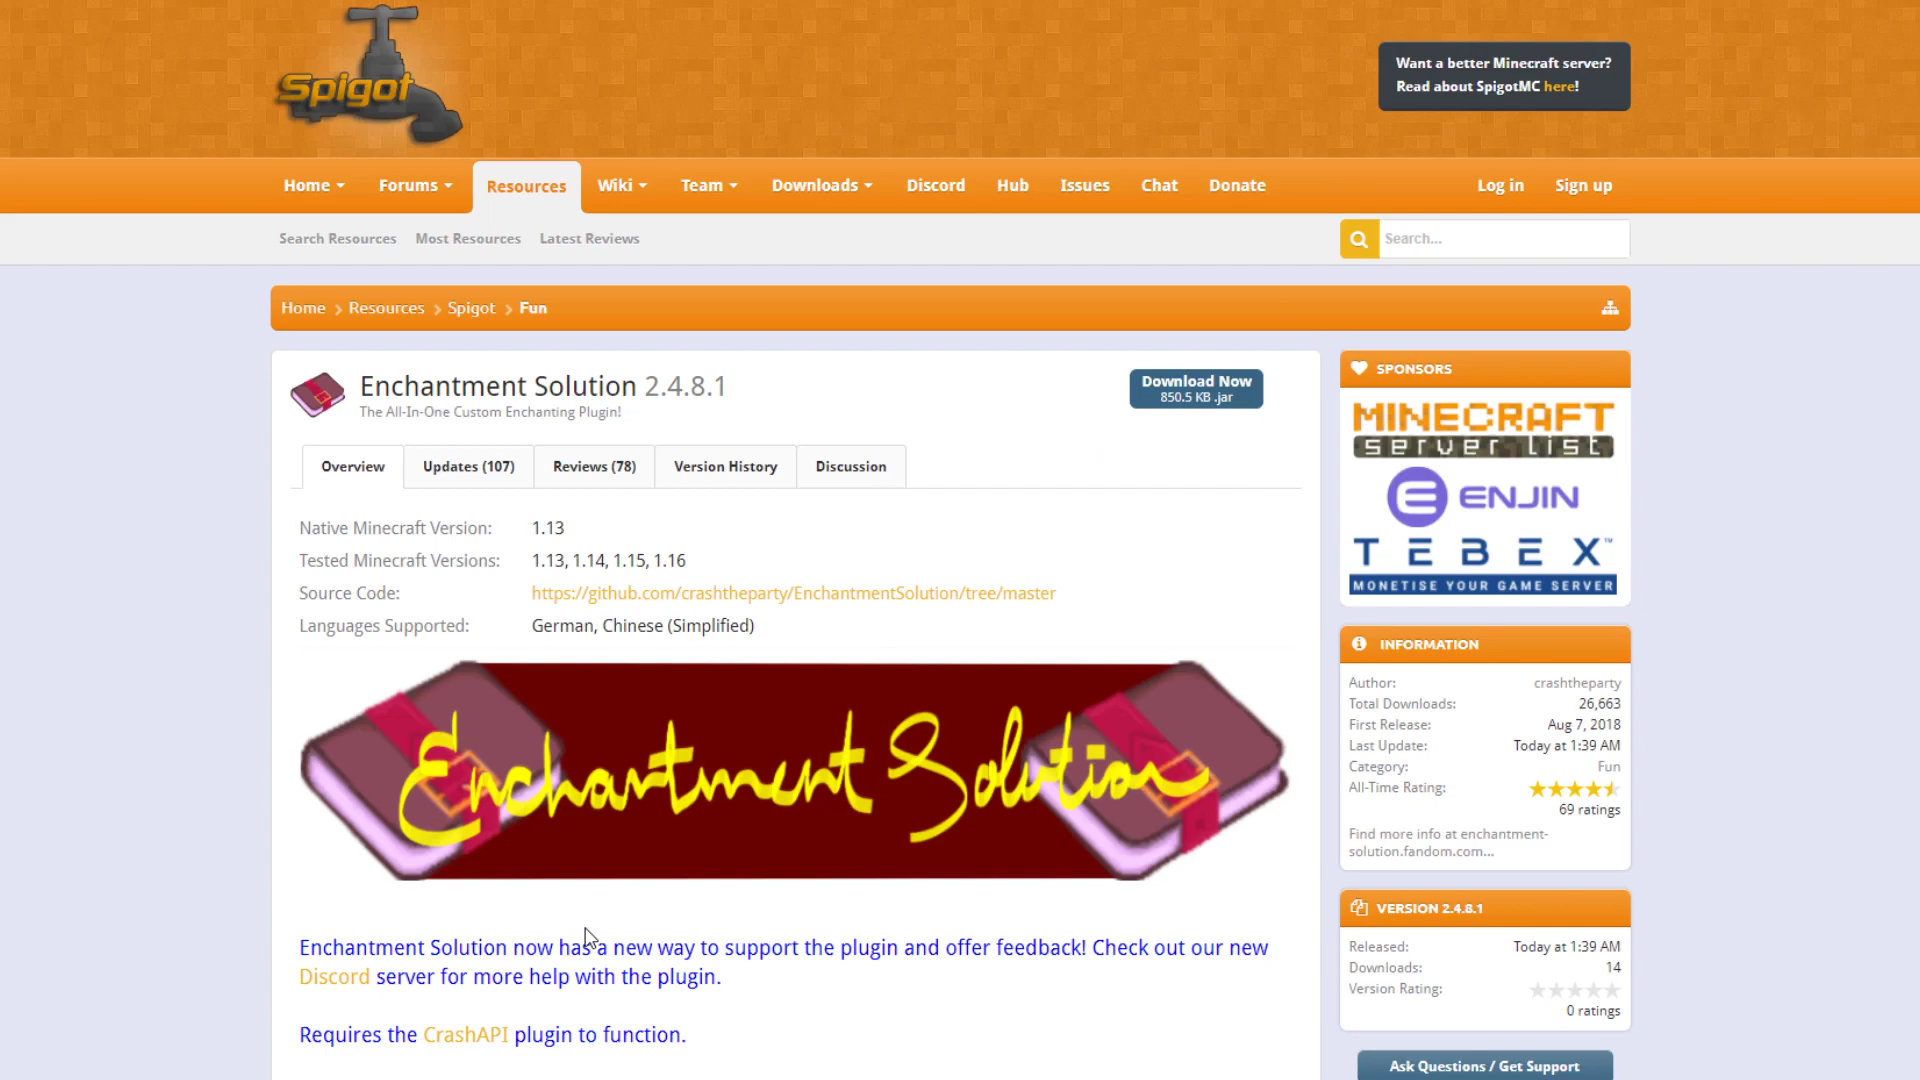 Spigot
Want a better Minecraft server?
Read about SpigotMC here!
Home
Forums
Resources
Wiki
Team
Downloads
Discord
Hub
Issues
Chat
Donate
Log in
Sign up
Search Resources
Most Resources
Latest Reviews
Search...
Home
Resources
Spigot
Fun
Enchantment Solution 2.4.8.1
The All-In-One Custom Enchanting Plugin!
Download Now
850.5 KB .jar
Overview
Updates (107)
Reviews (78)
Version History
Discussion
Native Minecraft Version: 1.13
Tested Minecraft Versions: 1.13, 1.14, 1.15, 1.16
Source Code: https://github.com/crashtheparty/EnchantmentSolution/tree/master
Languages Supported: German, Chinese (Simplified)
Enchantment Solution
Enchantment Solution now has a new way to support the plugin and offer feedback! Check out our new
Discord server for more help with the plugin.
Requires the CrashAPI plugin to function.
SPONSORS
MINECRAFT
server list
ENJIN
TEBEX™
MONETISE YOUR GAME SERVER
INFORMATION
Author: crashtheparty
Total Downloads: 26,663
First Release: Aug 7, 2018
Last Update: Today at 1:39 AM
Category: Fun
All-Time Rating:
69 ratings
Find more info at enchantment-
solution.fandom.com...
VERSION 2.4.8.1
Released: Today at 1:39 AM
Downloads: 14
Version Rating:
0 ratings
Ask Questions / Get Support